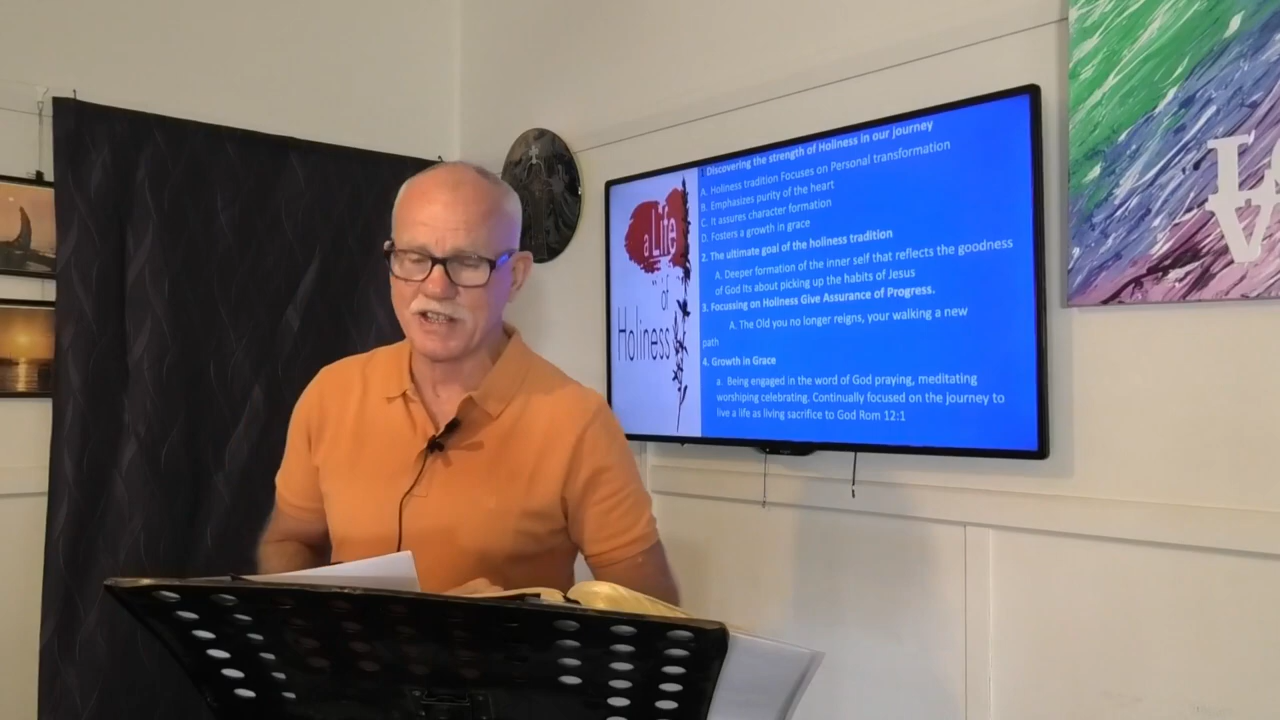 a Life
of
Holiness
1 Discovering the strength of Holiness in our journey
A. Holiness tradition Focuses on Personal transformation
B. Emphasizes purity of the heart
C. It assures character formation
D. Fosters a growth in grace
2. The ultimate goal of the holiness tradition
A. Deeper formation of the inner self that reflects the goodness
of God Its about picking up the habits of Jesus
3. Focussing on Holiness Give Assurance of Progress.
A. The Old you no longer reigns, your walking a new
path
4. Growth in Grace
a. Being engaged in the word of God praying, meditating
worshiping celebrating. Continually focused on the journey to
live a life as living sacrifice to God Rom 12:1